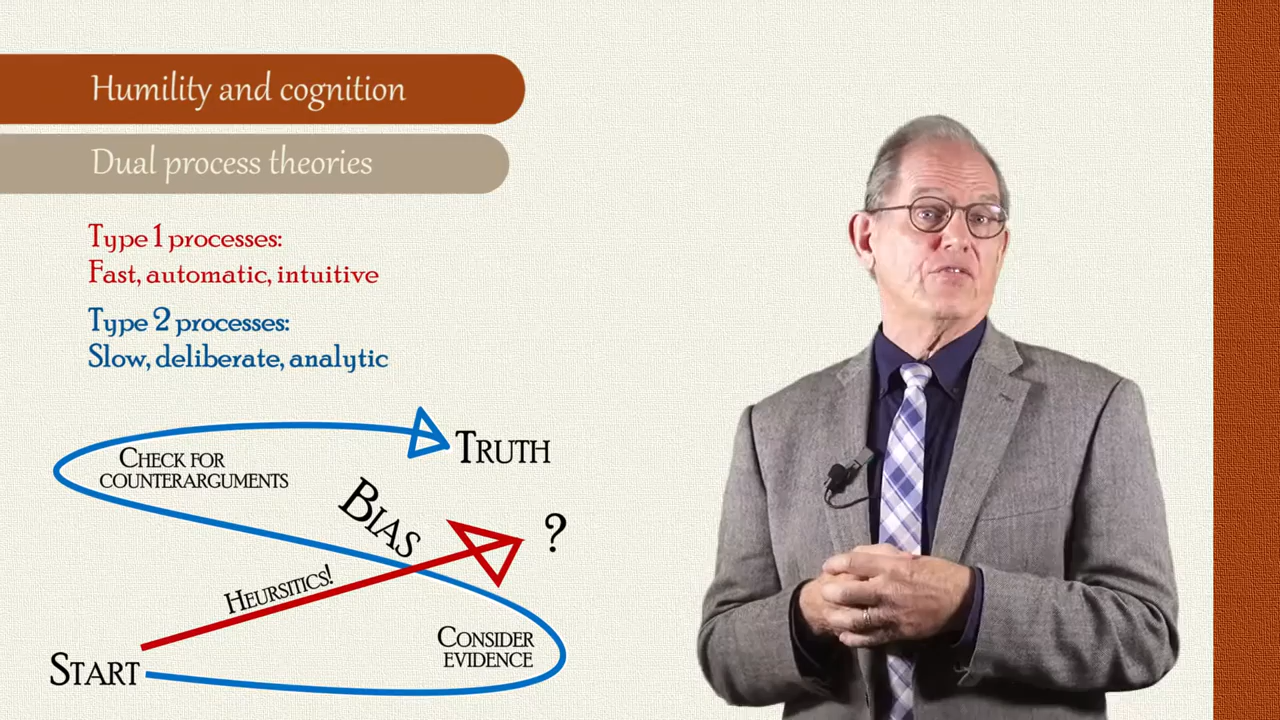 Humility and cognition
Dual process theories
Type 1 processes:
Fast, automatic, intuitive
Type 2 processes:
Slow, deliberate, analytic
CHECK FOR
COUNTERARGUMENTS
TRUTH
BIAS
?
HEURSITICS!
CONSIDER
EVIDENCE
START